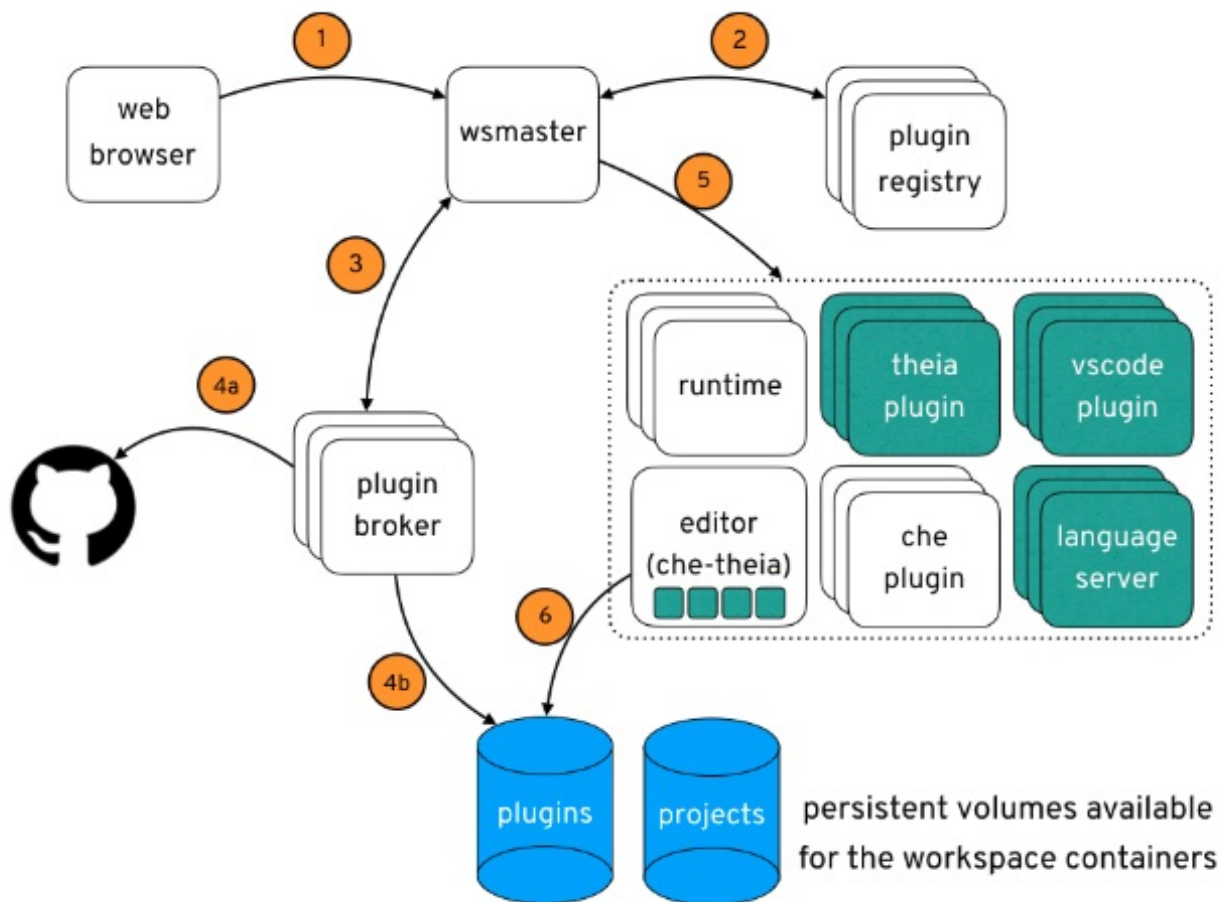 1
2
web
browser
wsmaster
plugin
registry
5
3
runtime
theia
plugin
vscode
plugin
4a
plugin
broker
editor
(che-theia)
che
plugin
language
server
6
4b
plugins
projects
persistent volumes available
for the workspace containers